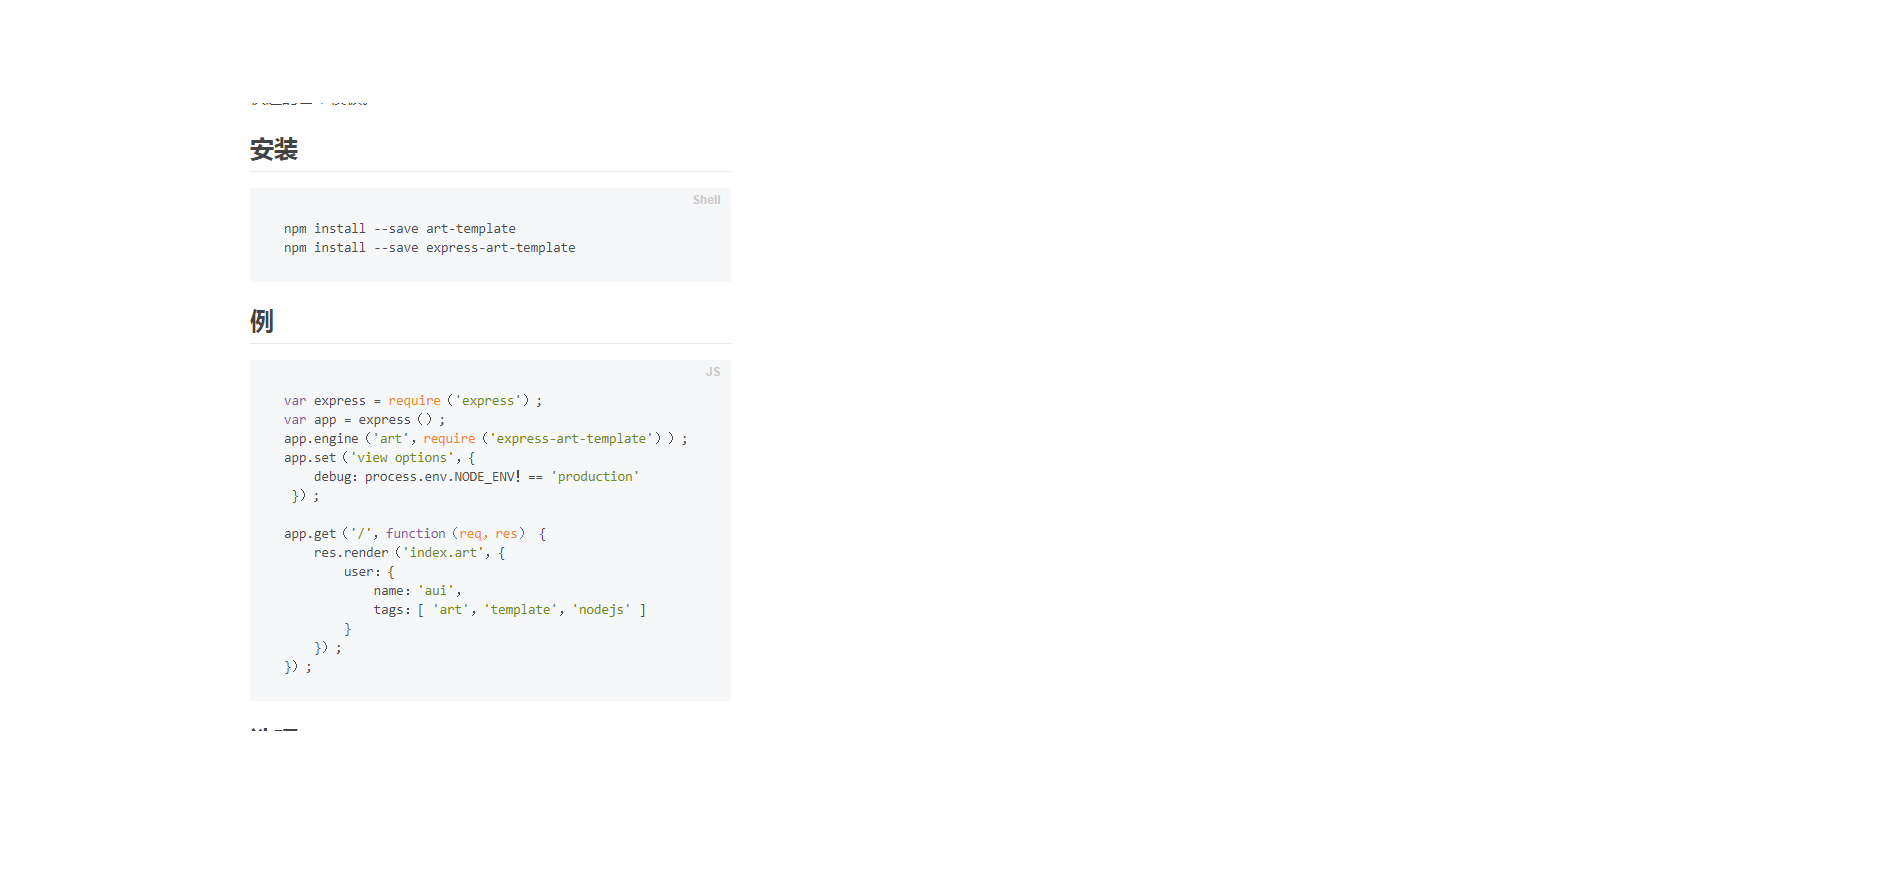 安装
Shell
npm install --save art-template
npm install --save express-art-template
例
JS
var express = require（'express'）;
var app = express（）;
app.engine（'art'，require（'express-art-template'））;
app.set（'view options'，{
    debug：process.env.NODE_ENV！== 'production'
 }）;
app.get（'/'，function（req，res） {
    res.render（'index.art'，{
        user：{
            name：'aui'，
            tags：[ 'art'，'template'，'nodejs' ]
        }
    }）;
}）;